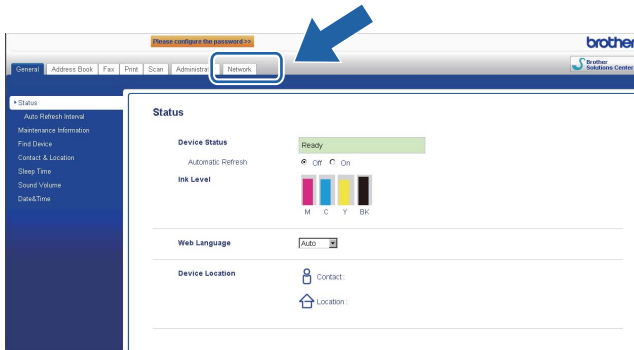 Please configure the password >>
brother
General Address Book Fax Print Scan Administrator Network
Brother
Solutions Center
Status
Auto Refresh Interval
Maintenance Information
Find Device
Contact & Location
Sleep Time
Sound Volume
Date&Time
Status
Device Status Ready
Automatic Refresh Off On
Ink Level
M C Y BK
Web Language Auto
Device Location Contact :
Location :